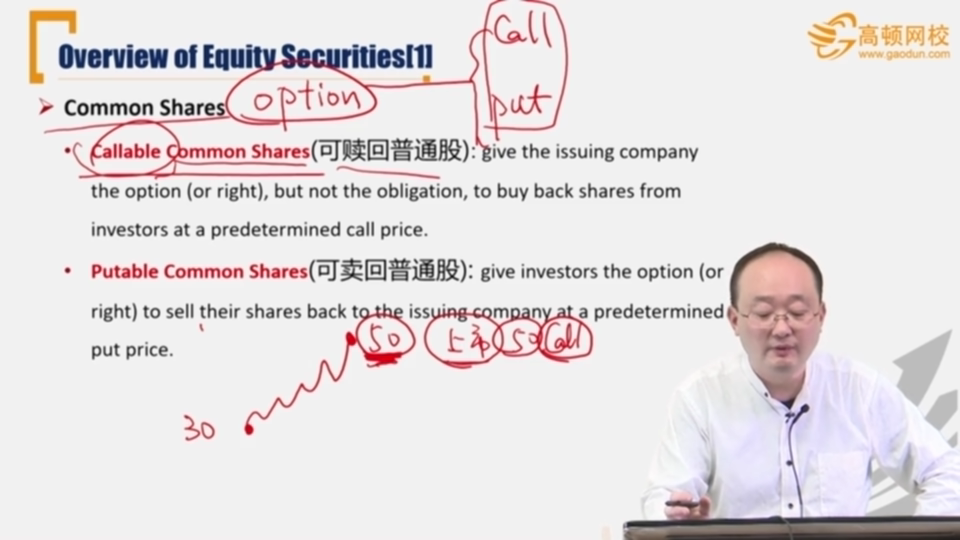 Overview of Equity Securities[1]
高顿网校
www.gaodun.com
Call
put
Common Shares
option
• Callable Common Shares(可赎回普通股): give the issuing company
the option (or right), but not the obligation, to buy back shares from
investors at a predetermined call price.
• Putable Common Shares(可卖回普通股): give investors the option (or
right) to sell their shares back to the issuing company at a predetermined
put price.
50 上帝 50 Call
30